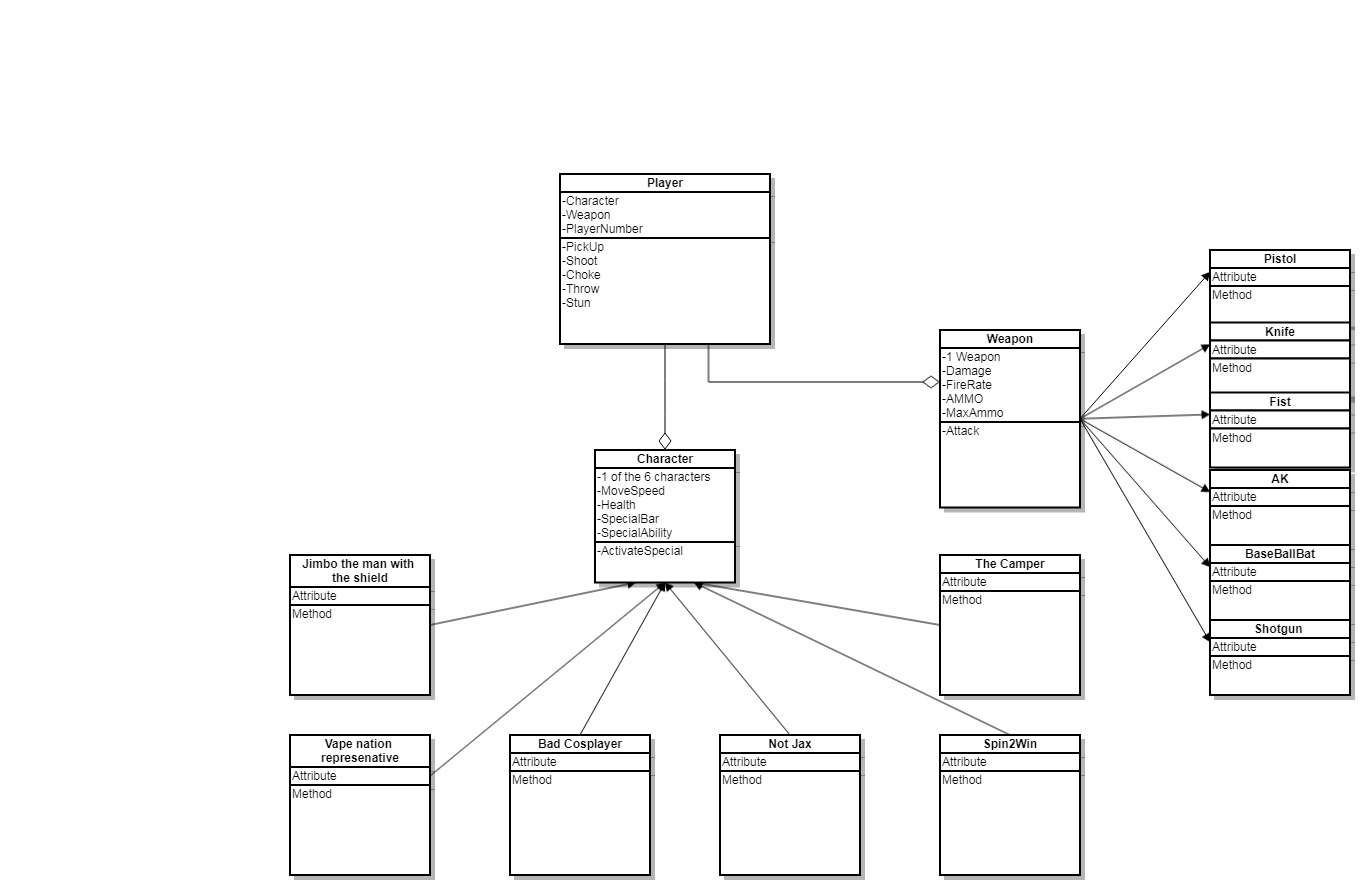 Player
-Character
-Weapon
-PlayerNumber
-PickUp
-Shoot
-Choke
-Throw
-Stun
Weapon
-1 Weapon
-Damage
-FireRate
-AMMO
-MaxAmmo
-Attack
Pistol
Attribute
Method
Knife
Attribute
Method
Fist
Attribute
Method
AK
Attribute
Method
BaseBallBat
Attribute
Method
Shotgun
Attribute
Method
Character
-1 of the 6 characters
-MoveSpeed
-Health
-SpecialBar
-SpecialAbility
-ActivateSpecial
Jimbo the man with
the shield
Attribute
Method
The Camper
Attribute
Method
Vape nation
represenative
Attribute
Method
Bad Cosplayer
Attribute
Method
Not Jax
Attribute
Method
Spin2Win
Attribute
Method